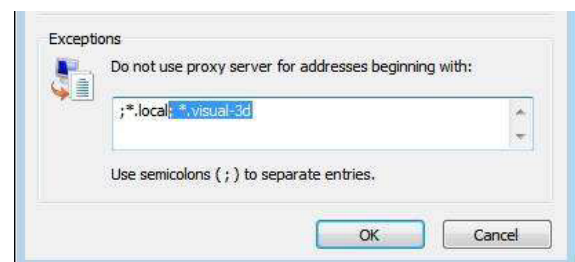 Exceptions
Do not use proxy server for addresses beginning with:
;*.local; *.visual-3d
Use semicolons ( ; ) to separate entries.
OK Cancel